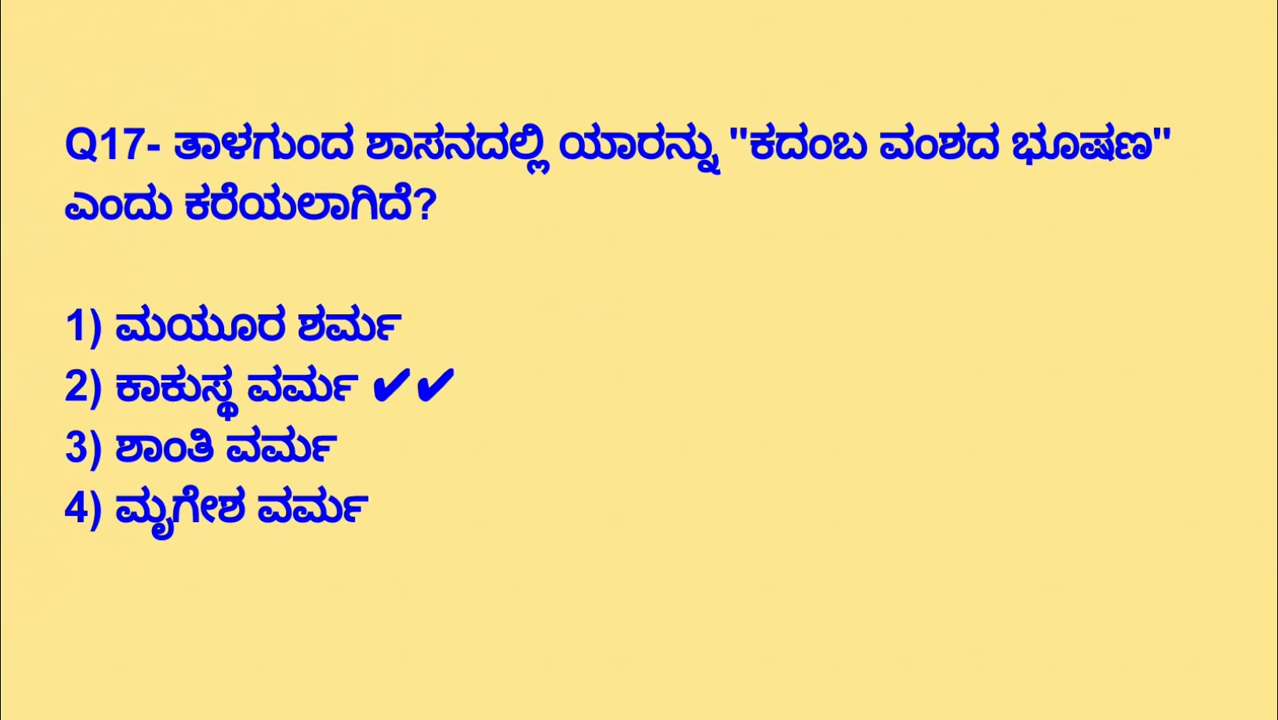 Q17- ತಾಳಗುಂದ ಶಾಸನದಲ್ಲಿ ಯಾರನ್ನು "ಕದಂಬ ವಂಶದ ಭೂಷಣ"
ಎಂದು ಕರೆಯಲಾಗಿದೆ?
1) ಮಯೂರ ಶರ್ಮ
2) ಕಾಕುಸ್ಥ ವರ್ಮ ✔✔
3) ಶಾಂತಿ ವರ್ಮ
4) ಮೃಗೇಶ ವರ್ಮ